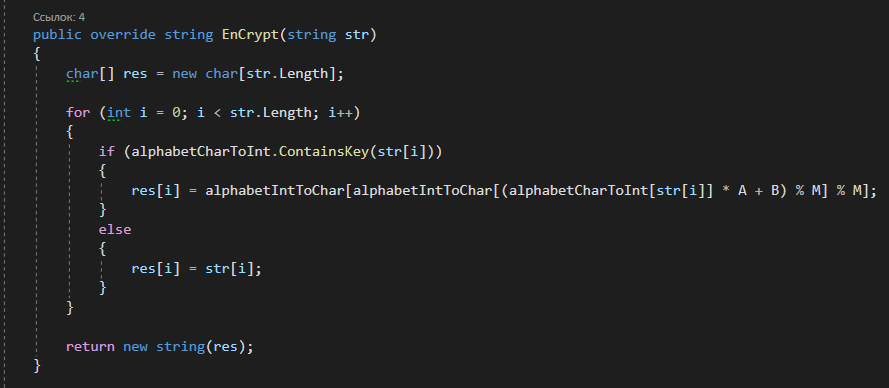 Ссылок: 4
public override string EnCrypt(string str)
{
char[] res = new char[str.Length];
for (int i = 0; i < str.Length; i++)
{
if (alphabetCharToInt.ContainsKey(str[i]))
{
res[i] = alphabetIntToChar[alphabetIntToChar[(alphabetCharToInt[str[i]] * A + B) % M] % M];
}
else
{
res[i] = str[i];
}
}
return new string(res);
}